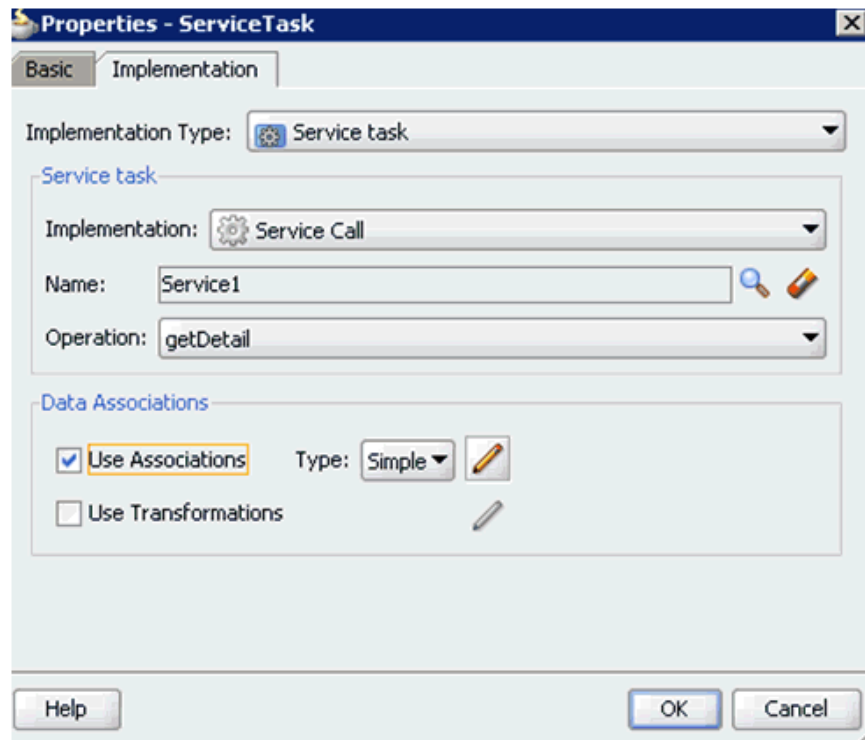 Properties - ServiceTask
Basic Implementation
Implementation Type: Service task
Service task
Implementation: Service Call
Name: Service1
Operation: getDetail
Data Associations
Use Associations Type: Simple
Use Transformations
Help OK Cancel